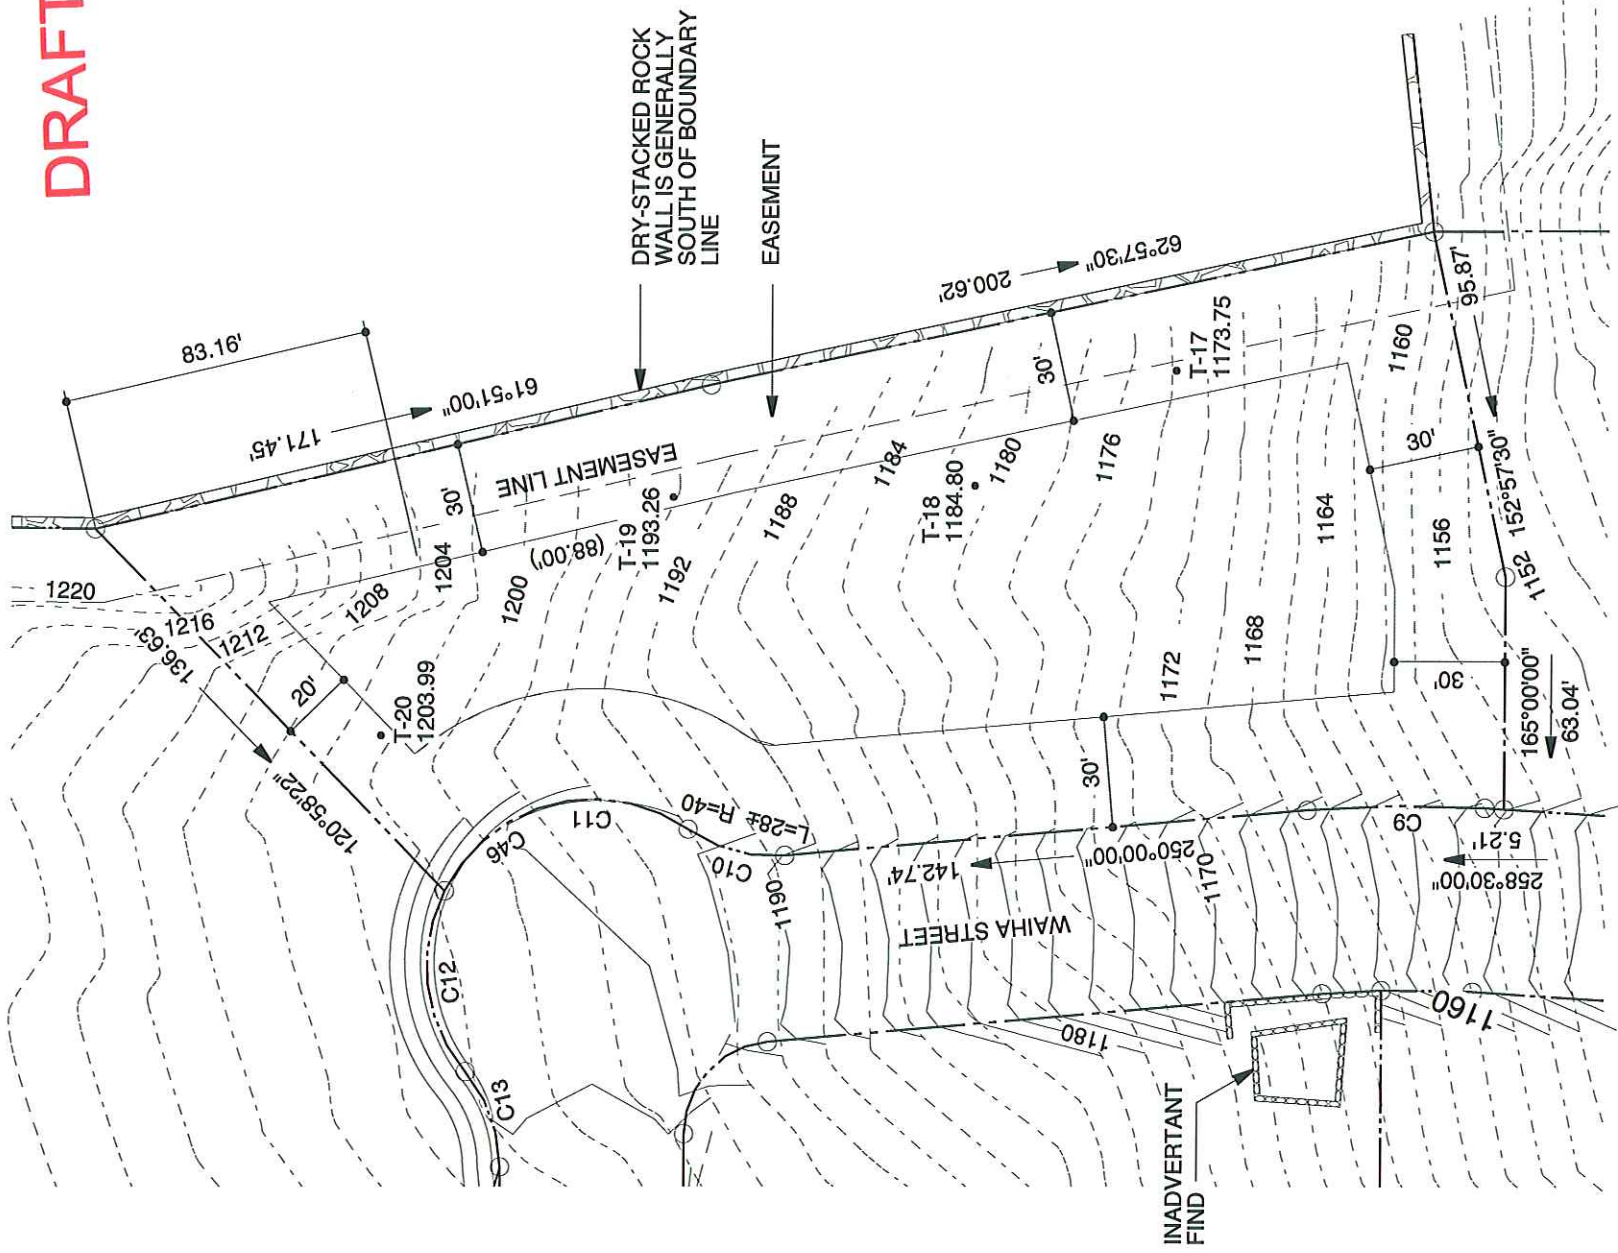 DRAFT
DRY-STACKED ROCK
WALL IS GENERALLY
SOUTH OF BOUNDARY
LINE
EASEMENT
83.16'
171.45'
61°51'00"
200.62'
62°57'30"
95.87'
152°57'30"
EASEMENT LINE
30'
(88.00')
T-19
1193.26
T-18
1184.80
T-17
1173.75
30'
30'
1220
1216
1212
1208
1204
1200
1192
1188
1184
1180
1176
1172
1168
1164
1160
1156
1152
136.63'
20'
T-20
1203.99
120°58'22"
30'
165°00'00"
63.04'
30'
C46
C11
L=28± R=40
C10
C12
C13
1190
142.74'
250°00'00"
1170
WAIHA STREET
C9
5.21'
258°30'00"
1180
1160
INADVERTANT
FIND